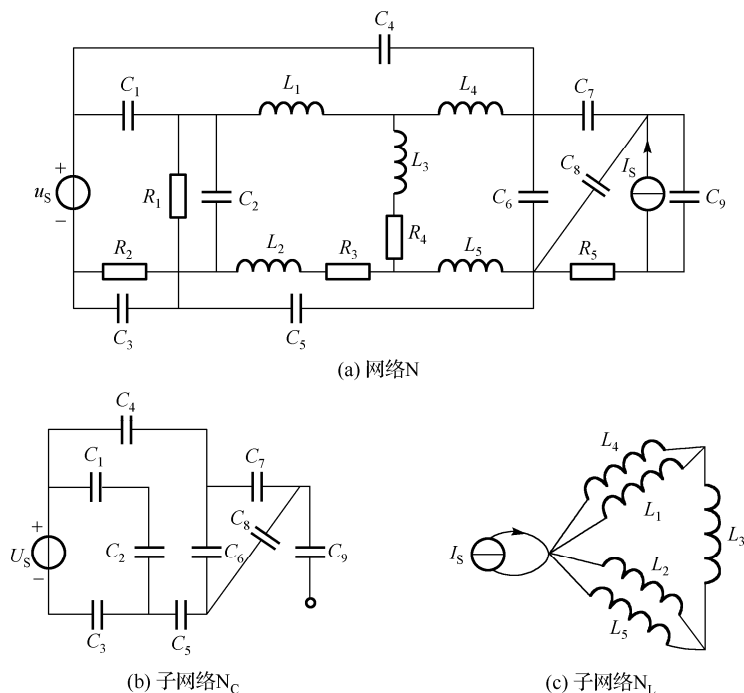 C4
C1
L1
L4
C7
+
uS
−
R1
C2
L3
C6
C8
IS
C9
R4
R2
L2
R3
L5
R5
C3
C5
(a) 网络N
C4
C1
C7
+
US
−
C2
C6
C8
C9
C3
C5
(b) 子网络NC
L4
L1
L3
IS
L2
L5
(c) 子网络NL